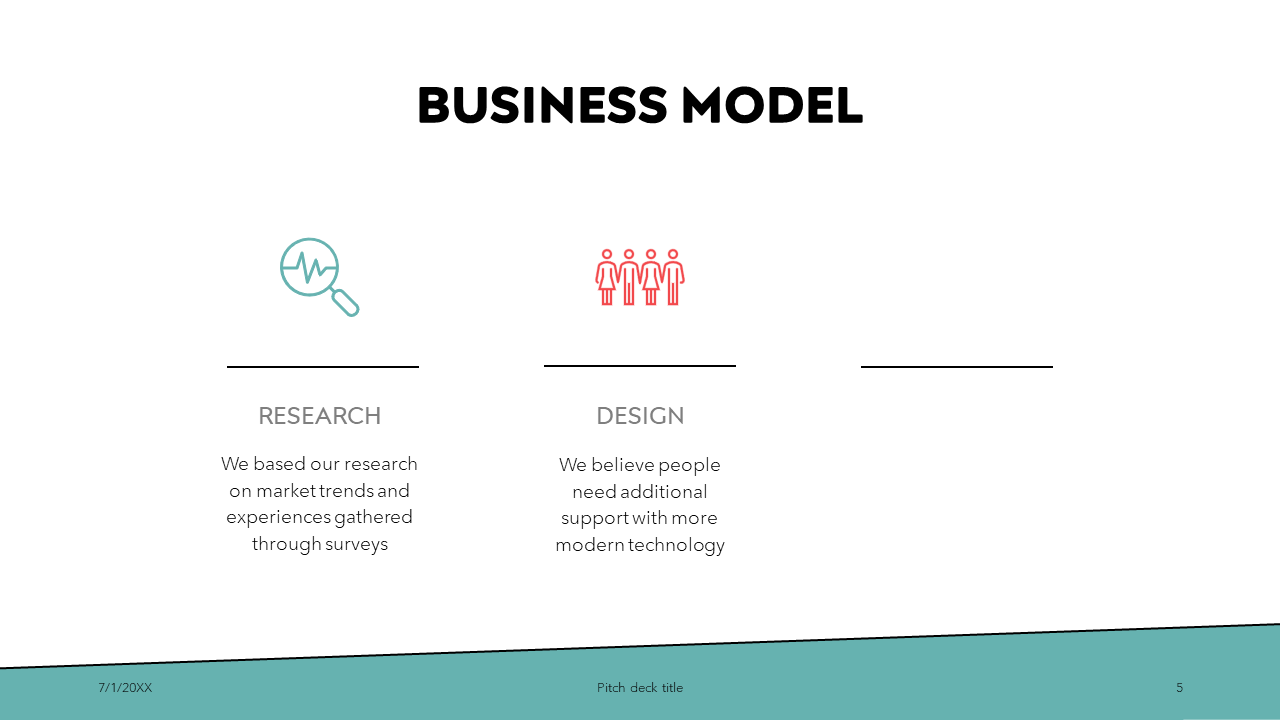 BUSINESS MODEL
RESEARCH
We based our research
on market trends and
experiences gathered
through surveys
DESIGN
We believe people
need additional
support with more
modern technology
7/1/20XX
Pitch deck title
5